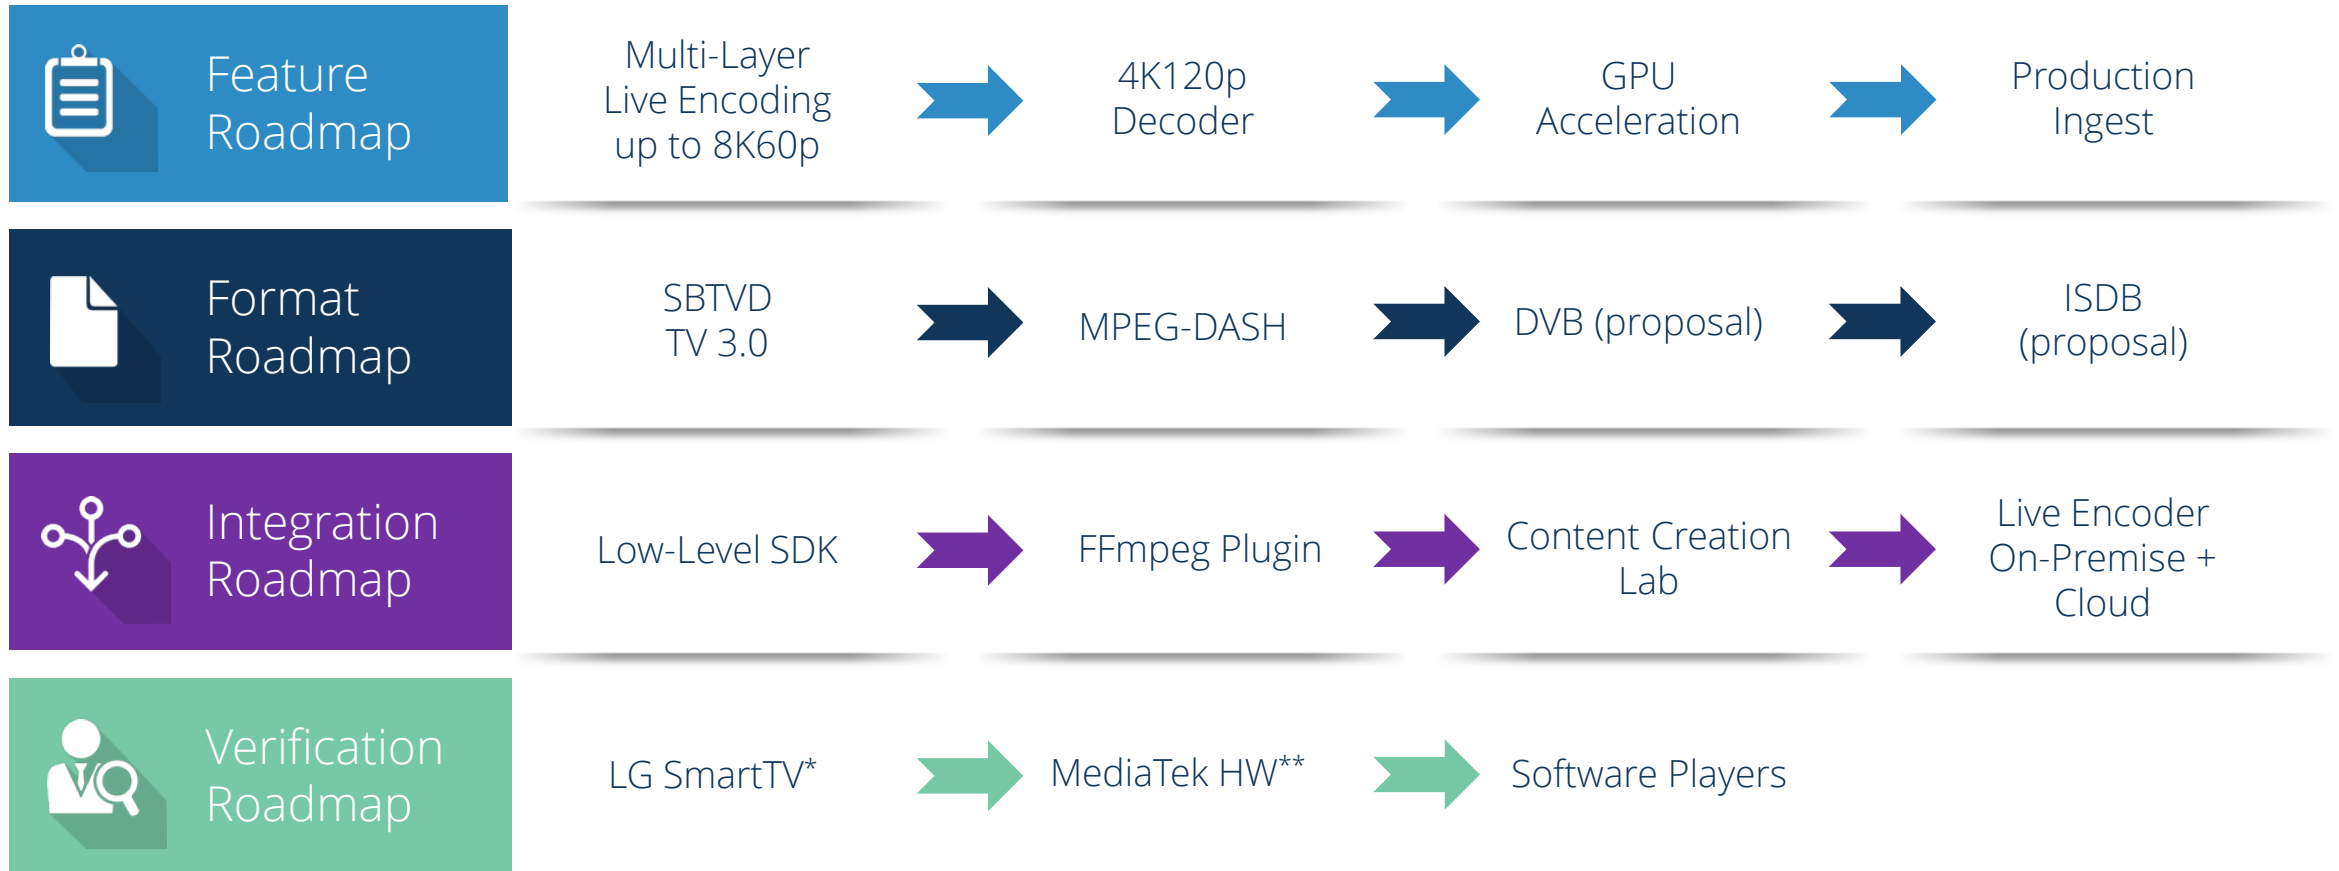 Feature
Roadmap
Multi-Layer
Live Encoding
up to 8K60p
4K120p
Decoder
GPU
Acceleration
Production
Ingest
Format
Roadmap
SBTVD
TV 3.0
MPEG-DASH
DVB (proposal)
ISDB
(proposal)
Integration
Roadmap
Low-Level SDK
FFmpeg Plugin
Content Creation
Lab
Live Encoder
On-Premise +
Cloud
Verification
Roadmap
LG SmartTV*
MediaTek HW**
Software Players